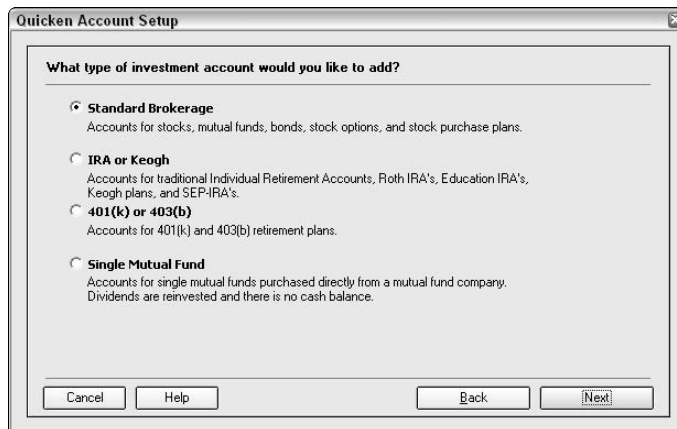 Quicken Account Setup
What type of investment account would you like to add?
Standard Brokerage
Accounts for stocks, mutual funds, bonds, stock options, and stock purchase plans.
IRA or Keogh
Accounts for traditional Individual Retirement Accounts, Roth IRA's, Education IRA's,
Keogh plans, and SEP-IRA's.
401(k) or 403(b)
Accounts for 401(k) and 403(b) retirement plans.
Single Mutual Fund
Accounts for single mutual funds purchased directly from a mutual fund company.
Dividends are reinvested and there is no cash balance.
Cancel Help Back Next